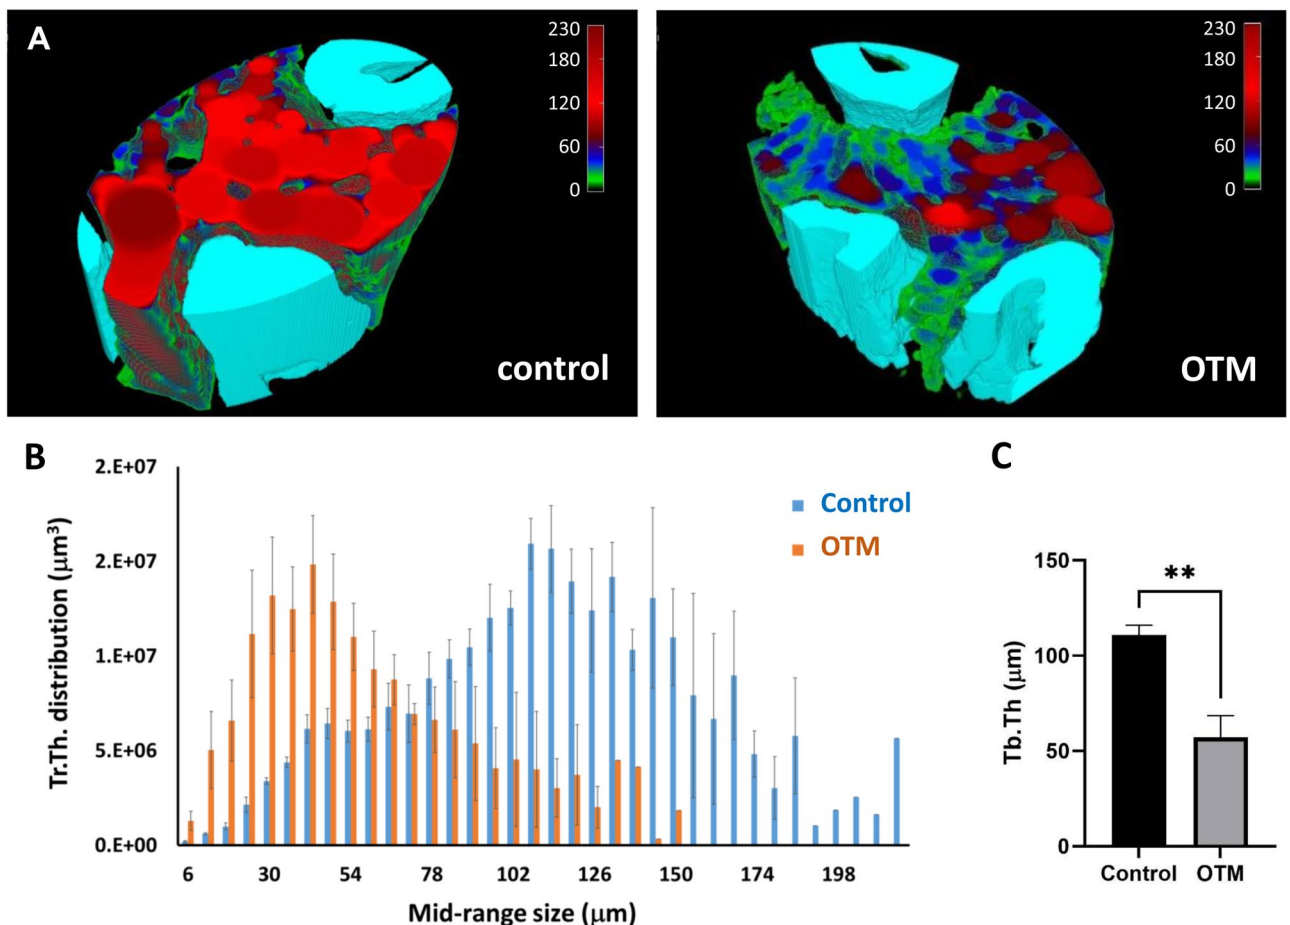 A
230
180
120
60
0
control
230
180
120
60
0
OTM
B
2.E+07
2.E+07
1.E+07
5.E+06
0.E+00
Tr.Th. distribution (μm³)
Control
OTM
6 30 54 78 102 126 150 174 198
Mid-range size (μm)
C
150
100
50
0
Tb.Th (μm)
**
Control OTM